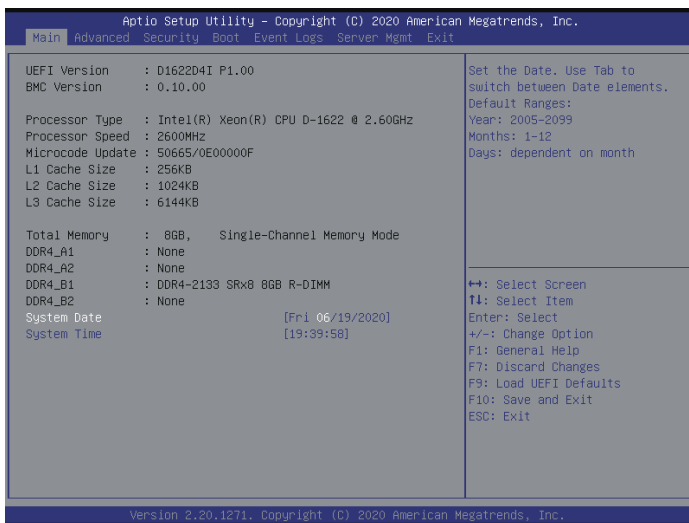 Aptio Setup Utility – Copyright (C) 2020 American Megatrends, Inc.
Main Advanced Security Boot Event Logs Server Mgmt Exit
UEFI Version : D1622D4I P1.00
BMC Version : 0.10.00
Processor Type : Intel(R) Xeon(R) CPU D-1622 @ 2.60GHz
Processor Speed : 2600MHz
Microcode Update : 50665/0E00000F
L1 Cache Size : 256KB
L2 Cache Size : 1024KB
L3 Cache Size : 6144KB
Total Memory : 8GB, Single-Channel Memory Mode
DDR4_A1 : None
DDR4_A2 : None
DDR4_B1 : DDR4-2133 SRx8 8GB R-DIMM
DDR4_B2 : None
System Date [Fri 06/19/2020]
System Time [19:39:58]
Set the Date. Use Tab to
switch between Date elements.
Default Ranges:
Year: 2005-2099
Months: 1-12
Days: dependent on month
↔: Select Screen
↑↓: Select Item
Enter: Select
+/-: Change Option
F1: General Help
F7: Discard Changes
F9: Load UEFI Defaults
F10: Save and Exit
ESC: Exit
Version 2.20.1271. Copyright (C) 2020 American Megatrends, Inc.